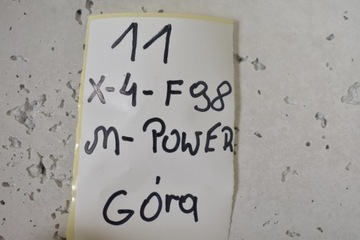 11
X-4-F98
M-POWER
Góra